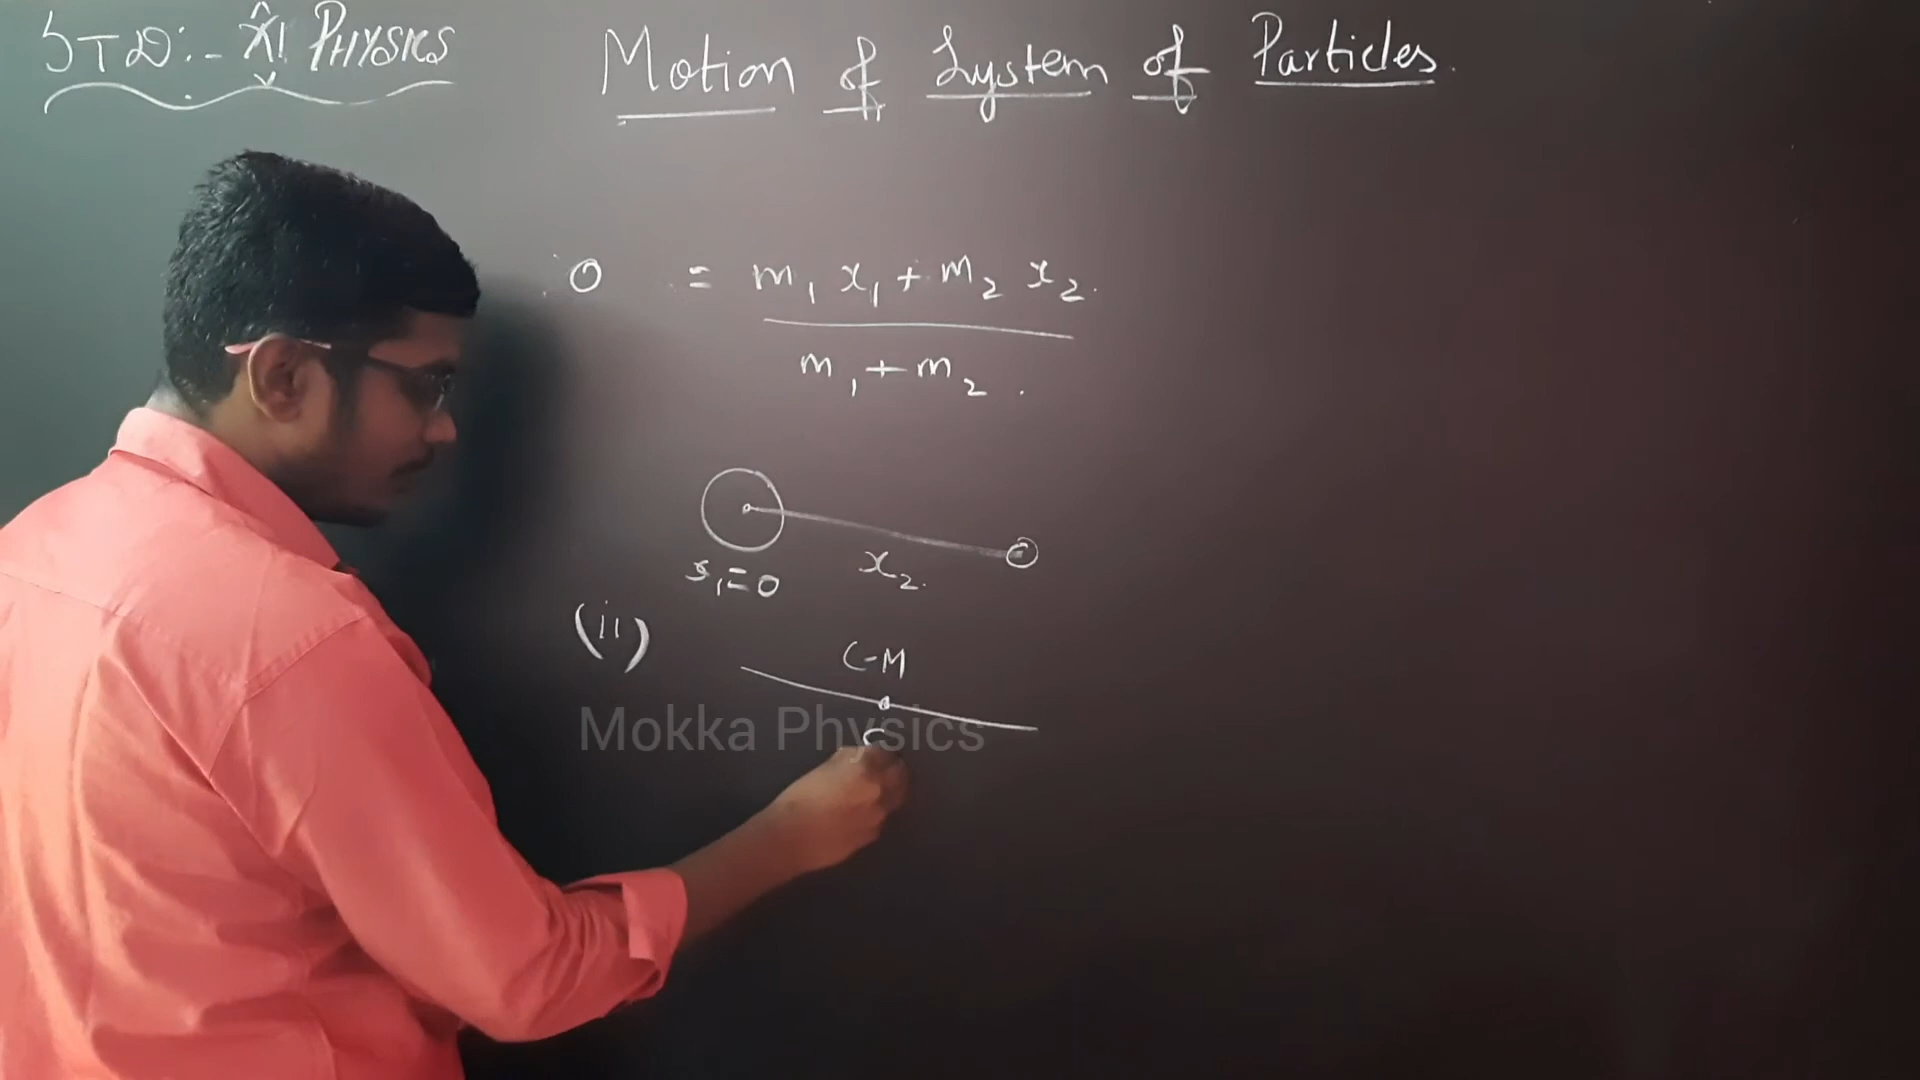 STD:- XI PHYSICS
Motion of System of Particles.
0 = m₁ x₁ + m₂ x₂.
m₁ + m₂.
x₂.
₁=0
(ii)
C-M
Mokka Physics